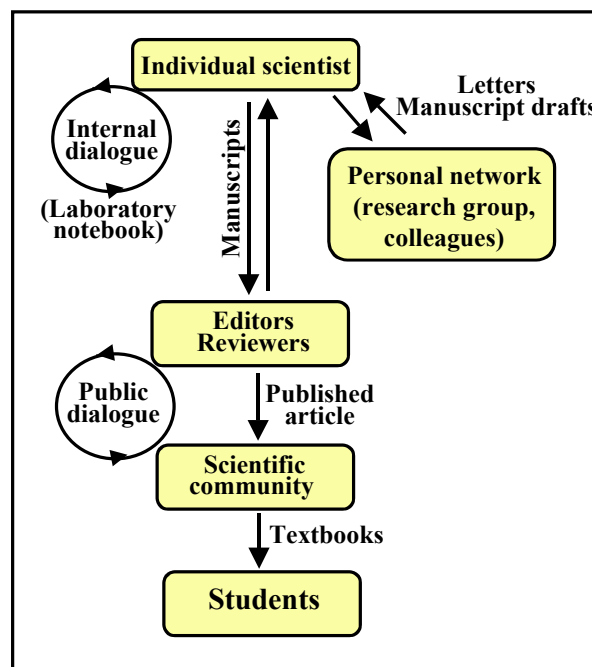 Individual scientist
Letters
Manuscript drafts
Internal
dialogue
(Laboratory
notebook)
Manuscripts
Personal network
(research group,
colleagues)
Editors
Reviewers
Public
dialogue
Published
article
Scientific
community
Textbooks
Students